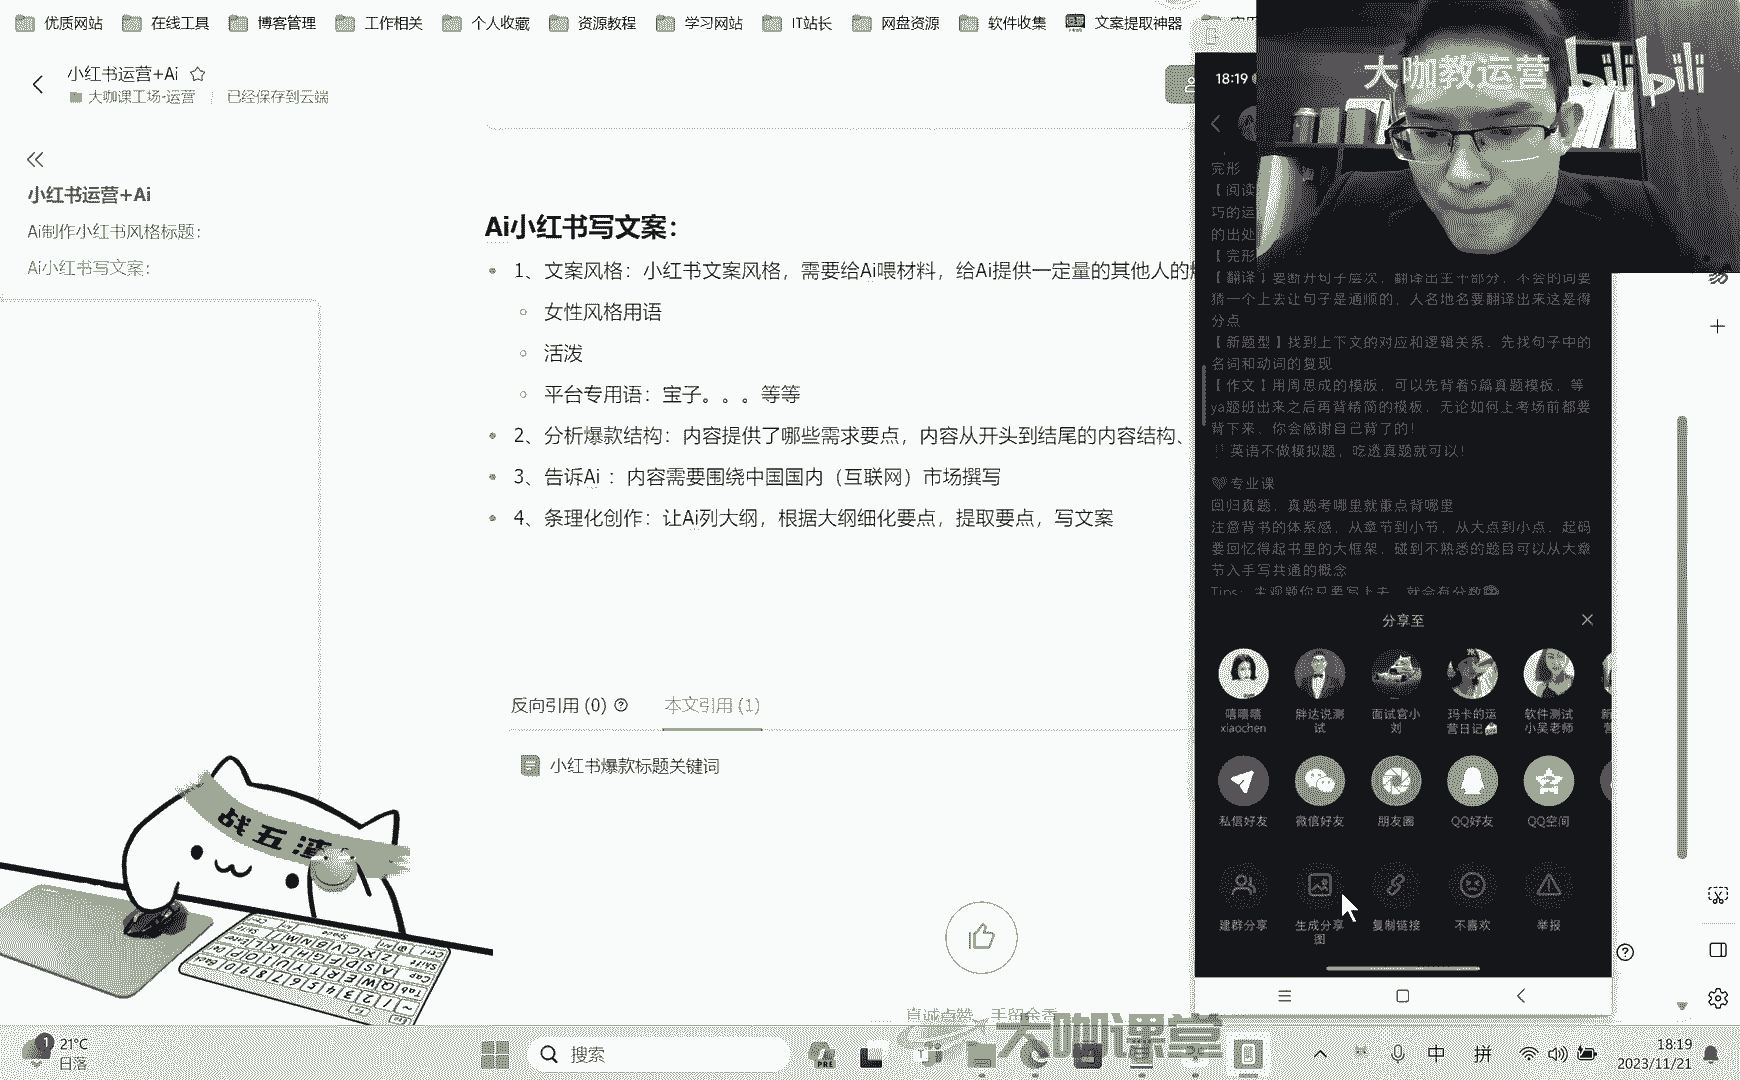 优质网站 在线工具 博客管理 工作相关 个人收藏 资源教程 学习网站 IT站长 网盘资源 软件收集 文案提取神器
小红书运营+Ai
大咖课工场-运营 已经保存到云端
小红书运营+Ai
Ai制作小红书风格标题:
Ai小红书写文案:
Ai小红书写文案:
1、文案风格: 小红书文案风格, 需要给Ai喂材料, 给Ai提供一定量的其他人的
女性风格用语
活泼
平台专用语: 宝子。。。等等
2、分析爆款结构: 内容提供了哪些需求要点, 内容从开头到结尾的内容结构、
3、告诉Ai : 内容需要围绕中国国内 (互联网) 市场撰写
4、条理化创作: 让Ai列大纲, 根据大纲细化要点, 提取要点, 写文案
反向引用 (0) 本文引用 (1)
小红书爆款标题关键词
真诚点赞, 手留余香
战五渣
18:19
大咖教运营 bilibili
完形
【阅读
巧的运
的出处
【完形
【翻译】要断开句子层次, 翻译出主干部分, 不会的词要
猜一个上去让句子是通顺的, 人名地名要翻译出来这是得
分点
【新题型】找到上下文的对应和逻辑关系, 先找句子中的
名词和动词的复现
【作文】用周思成的模版, 可以先背着5篇真题模板, 等
ya题班出来之后再背精简的模板, 无论如何上考场前都要
背下来, 你会感谢自己背了的!
英语不做模拟题, 吃透真题就可以!
专业课
回归真题, 真题考哪里就重点背哪里
注意背书的体系感, 从章节到小节, 从大点到小点, 起码
要回忆得起书里的大框架, 碰到不熟悉的题目可以从大章
节入手写共通的概念
Tips: 主观题你只要写上去, 就会有分数
分享至
嘻嘻嘻xiaochen 胖达说测试 面试官小刘 玛卡的运营日记 软件测试小吴老师
私信好友 微信好友 朋友圈 QQ好友 QQ空间
建群分享 生成分享图 复制链接 不喜欢 举报
大咖课堂
21°C
日落
搜索
中 拼
18:19
2023/11/21